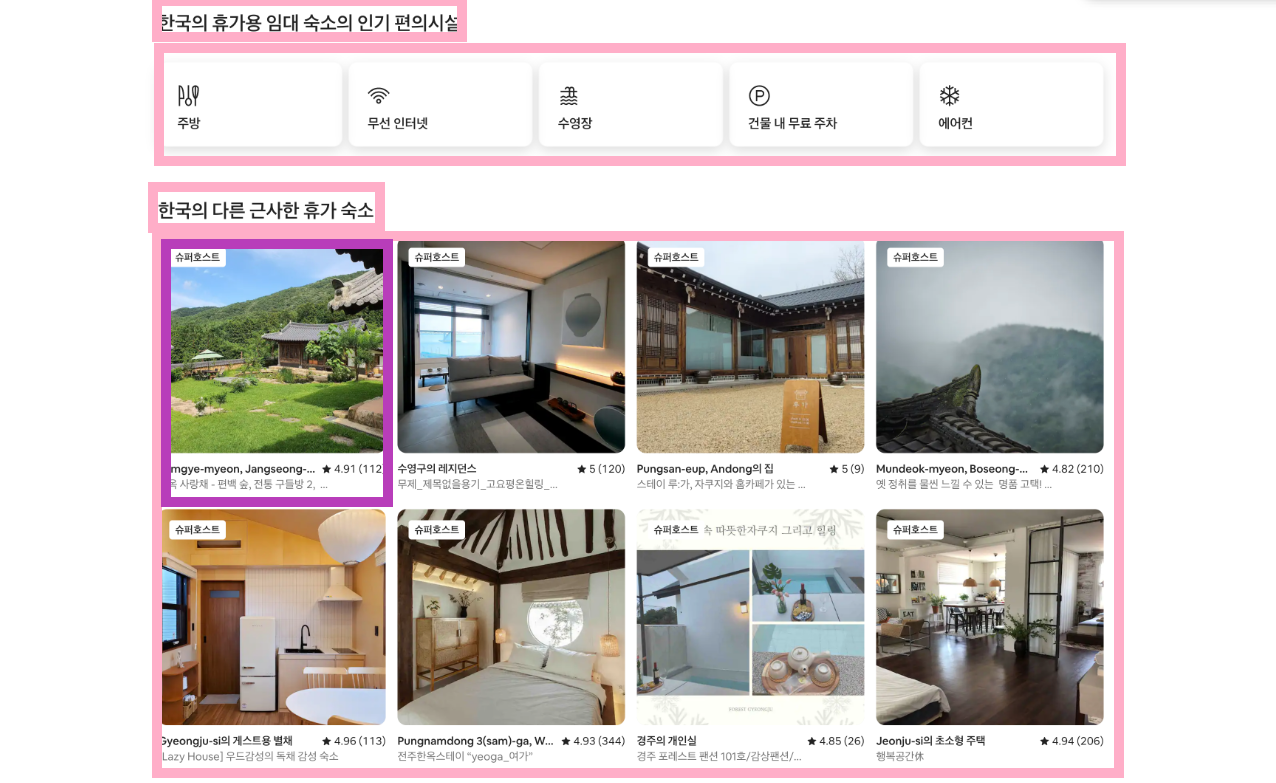 한국의 휴가용 임대 숙소의 인기 편의시설
주방
무선 인터넷
수영장
건물 내 무료 주차
에어컨
한국의 다른 근사한 휴가 숙소
슈퍼호스트
슈퍼호스트
슈퍼호스트
슈퍼호스트
mgye-myeon, Jangseong-... ★ 4.91 (112
사랑채 - 편백 숲, 전통 구들방 2, ...
수영구의 레지던스 ★ 5 (120)
무제_제목없을용기_고요평온힐링_...
Pungsan-eup, Andong의 집 ★ 5 (9)
스테이 루:가, 자쿠지와 홈카페가 있는 ...
Mundeok-myeon, Boseong-... ★ 4.82 (210)
옛 정취를 물씬 느낄 수 있는 명품 고택! ...
슈퍼호스트
슈퍼호스트
슈퍼호스트 속 따뜻한자쿠지 그리고 힐링
슈퍼호스트
EAT
Gyeongju-si의 게스트용 별채 ★ 4.96 (113)
Lazy House] 우드감성의 독채 감성 숙소
Pungnamdong 3(sam)-ga, W... ★ 4.93 (344)
전주한옥스테이 “yeoga_여가”
경주의 개인실 ★ 4.85 (26)
경주 포레스트 팬션 101호/감상팬션/...
Jeonju-si의 초소형 주택 ★ 4.94 (206)
행복공간休